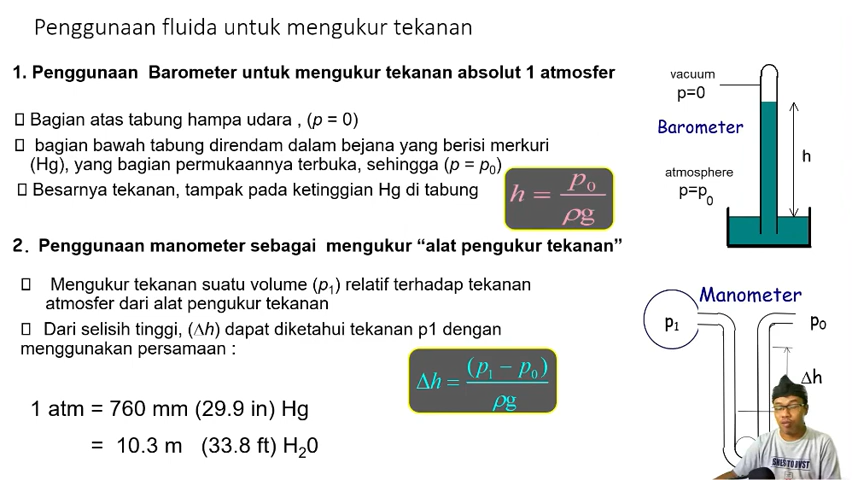 Penggunaan fluida untuk mengukur tekanan
1. Penggunaan Barometer untuk mengukur tekanan absolut 1 atmosfer
Bagian atas tabung hampa udara , (p = 0)
bagian bawah tabung direndam dalam bejana yang berisi merkuri
(Hg), yang bagian permukaannya terbuka, sehingga (p = p₀)
Besarnya tekanan, tampak pada ketinggian Hg di tabung
h = p₀ / ρg
vacuum
p=0
Barometer
h
atmosphere
p=p₀
2. Penggunaan manometer sebagai mengukur “alat pengukur tekanan”
Mengukur tekanan suatu volume (p₁) relatif terhadap tekanan
atmosfer dari alat pengukur tekanan
Dari selisih tinggi, (Δh) dapat diketahui tekanan p1 dengan
menggunakan persamaan :
Δh = (p₁ − p₀) / ρg
Manometer
p₁
p₀
Δh
1 atm = 760 mm (29.9 in) Hg
= 10.3 m (33.8 ft) H₂0